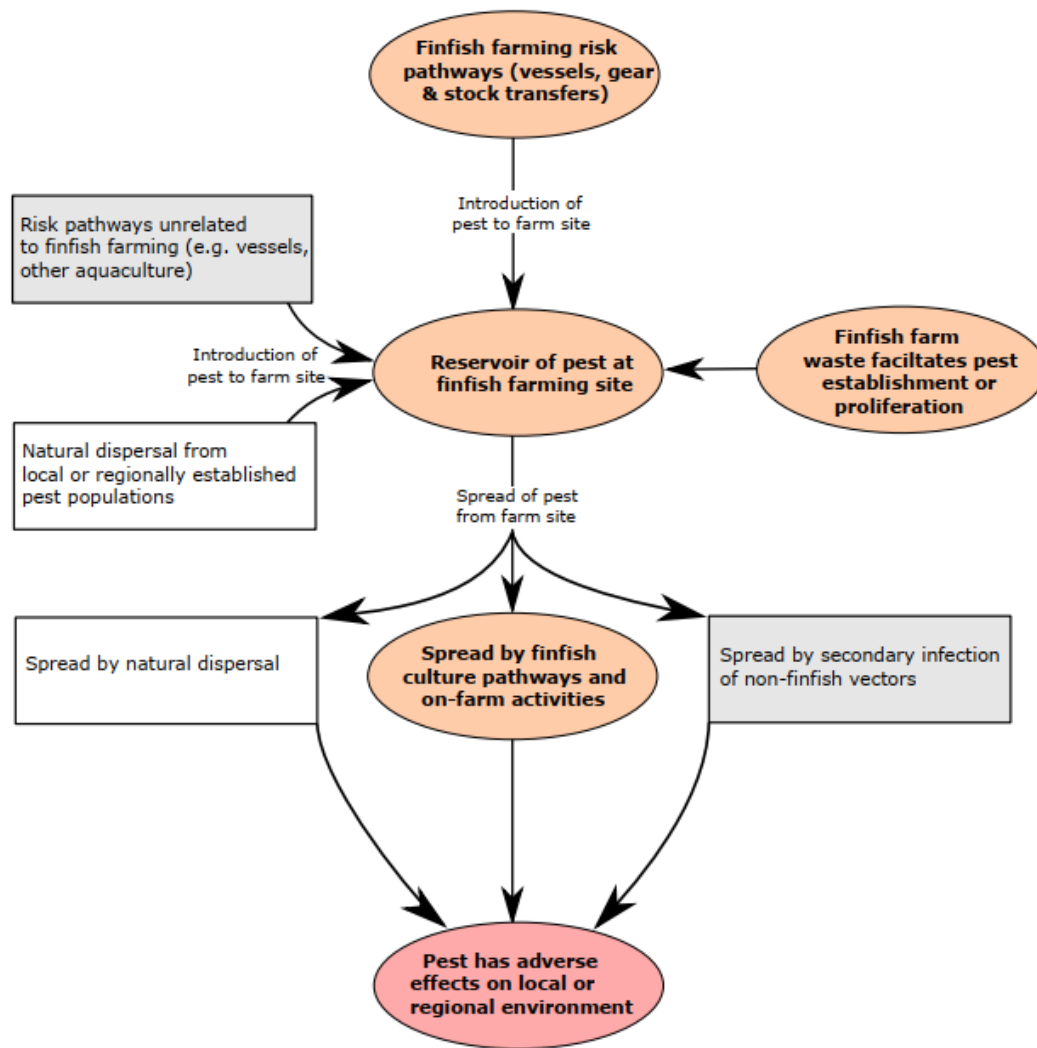 Finfish farming risk
pathways (vessels, gear
& stock transfers)
Introduction of
pest to farm site
Risk pathways unrelated
to finfish farming (e.g. vessels,
other aquaculture)
Introduction of
pest to farm site
Reservoir of pest at
finfish farming site
Finfish farm
waste faciltates pest
establishment or
proliferation
Natural dispersal from
local or regionally established
pest populations
Spread of pest
from farm site
Spread by natural dispersal
Spread by finfish
culture pathways and
on-farm activities
Spread by secondary infection
of non-finfish vectors
Pest has adverse
effects on local or
regional environment